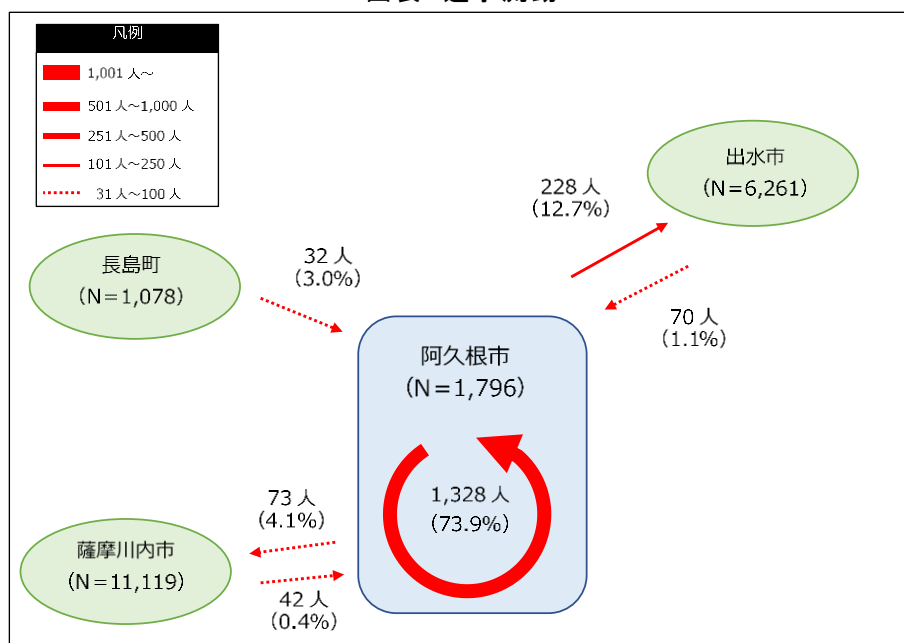 凡例
1,001 人～
501 人～1,000 人
251 人～500 人
101 人～250 人
31 人～100 人
出水市
(N＝6,261)
228 人
(12.7%)
長島町
(N＝1,078)
32 人
(3.0%)
70 人
(1.1%)
阿久根市
(N＝1,796)
1,328 人
(73.9%)
73 人
(4.1%)
薩摩川内市
(N＝11,119)
42 人
(0.4%)